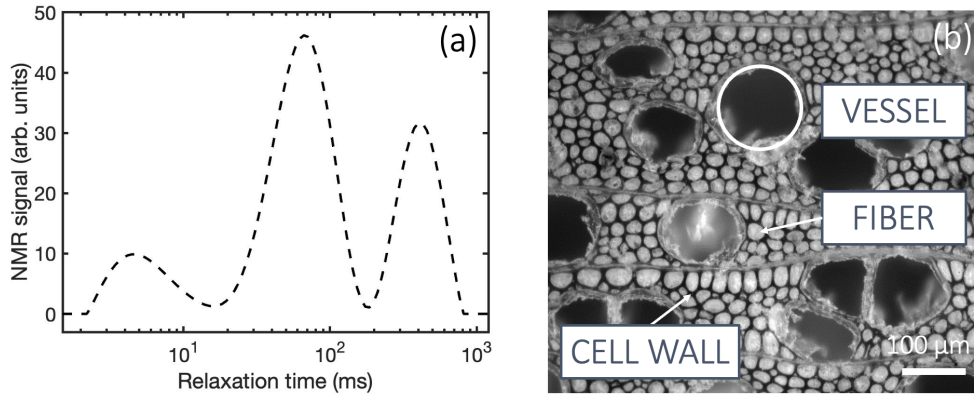 (a)
50
40
30
20
10
0
NMR signal (arb. units)
10¹
10²
10³
Relaxation time (ms)
(b)
VESSEL
FIBER
CELL WALL
100 µm